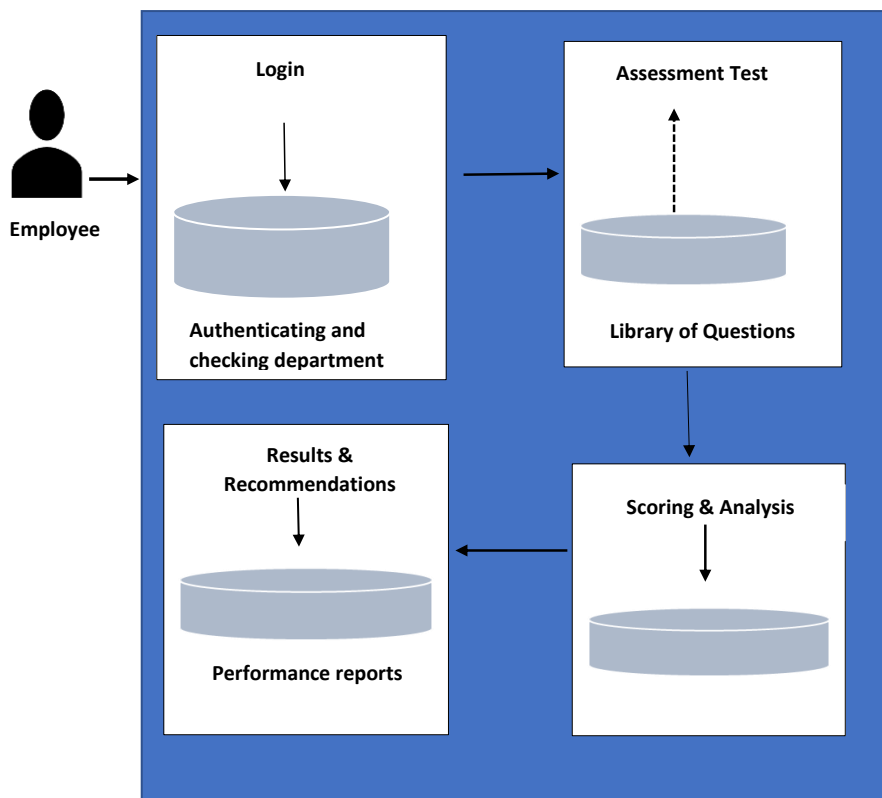 Employee
Login
Authenticating and
checking department
Assessment Test
Library of Questions
Scoring & Analysis
Results &
Recommendations
Performance reports